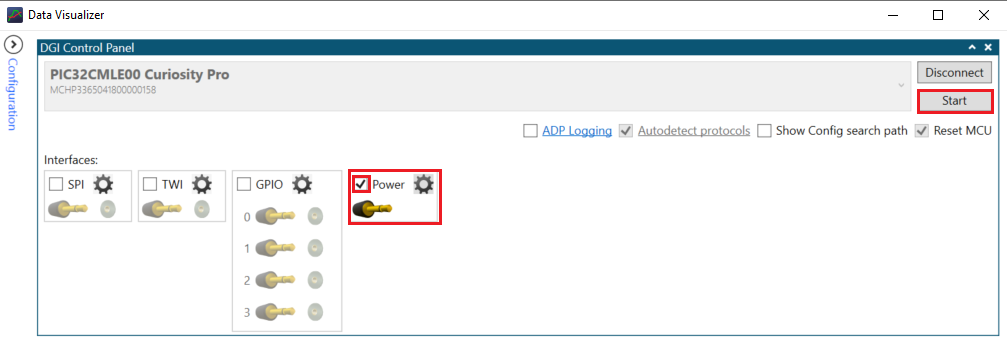 Data Visualizer
Configuration
DGI Control Panel
PIC32CMLE00 Curiosity Pro
MCHP3365041800000158
Disconnect
Start
ADP Logging Autodetect protocols Show Config search path Reset MCU
Interfaces:
SPI TWI GPIO Power
0
1
2
3